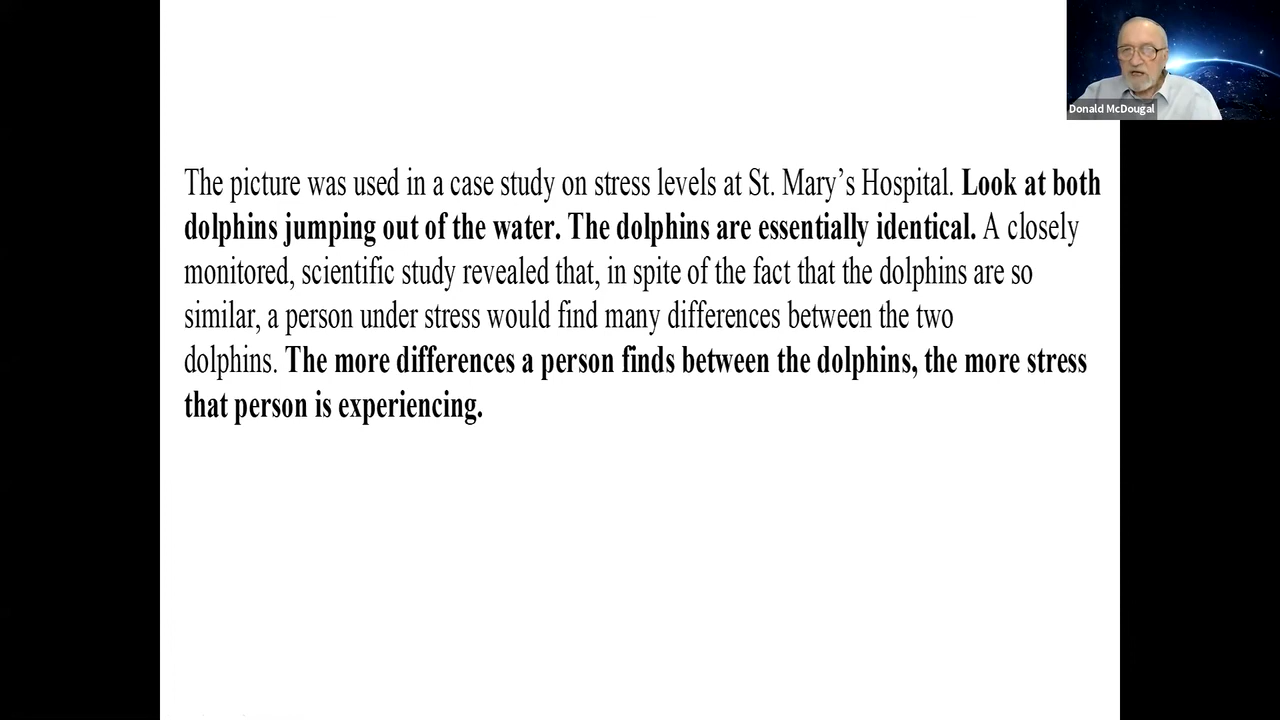 Donald McDougal
The picture was used in a case study on stress levels at St. Mary’s Hospital. Look at both
dolphins jumping out of the water. The dolphins are essentially identical. A closely
monitored, scientific study revealed that, in spite of the fact that the dolphins are so
similar, a person under stress would find many differences between the two
dolphins. The more differences a person finds between the dolphins, the more stress
that person is experiencing.